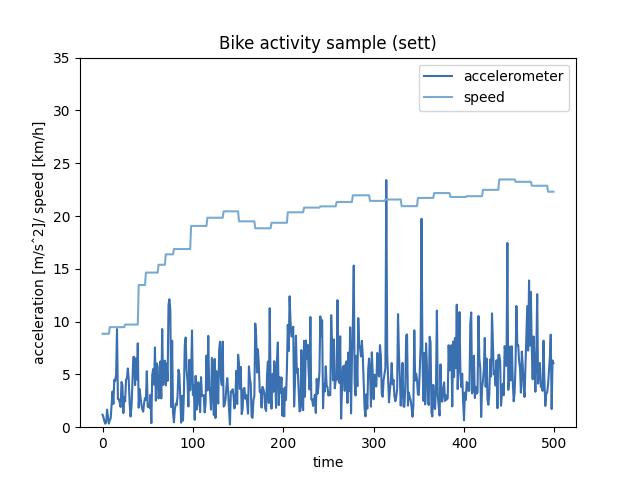 Bike activity sample (sett)
accelerometer
speed
acceleration [m/s^2]/ speed [km/h]
35
30
25
20
15
10
5
0
0 100 200 300 400 500
time